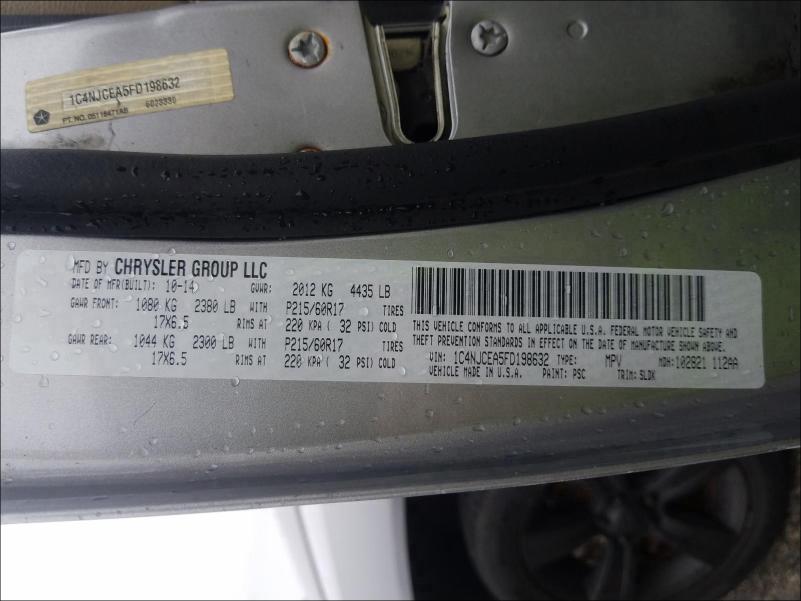 1C4NJCEA5FD198632
PT. NO. 05116471AB
MFD BY CHRYSLER GROUP LLC
DATE OF MFR(BUILT): 10-14 GVWR: 2012 KG 4435 LB
GAWR FRONT: 1080 KG 2380 LB WITH P215/60R17 TIRES
17X6.5 RIMS AT 220 KPA ( 32 PSI) COLD
GAWR REAR: 1044 KG 2300 LB WITH P215/60R17 TIRES
17X6.5 RIMS AT 220 KPA ( 32 PSI) COLD
THIS VEHICLE CONFORMS TO ALL APPLICABLE U.S.A. FEDERAL MOTOR VEHICLE SAFETY AND
THEFT PREVENTION STANDARDS IN EFFECT ON THE DATE OF MANUFACTURE SHOWN ABOVE.
VIN: 1C4NJCEA5FD198632 TYPE: MPV MDH: 102821 112AA
VEHICLE MADE IN U.S.A. PAINT: PSC TRIM: SLDK